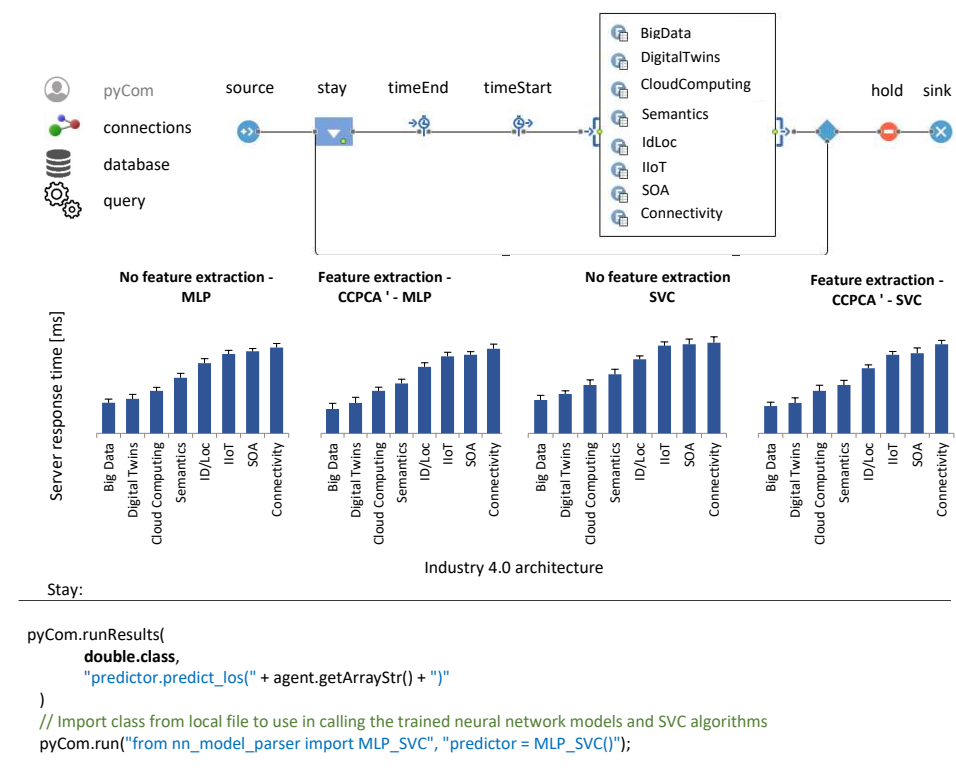 BigData
DigitalTwins
CloudComputing
Semantics
IdLoc
IIoT
SOA
Connectivity
pyCom
connections
database
query
source
stay
timeEnd
timeStart
hold
sink
No feature extraction -
MLP
Feature extraction -
CCPCA ' - MLP
No feature extraction
SVC
Feature extraction -
CCPCA ' - SVC
Server response time [ms]
Big Data
Digital Twins
Cloud Computing
Semantics
ID/Loc
IIoT
SOA
Connectivity
Big Data
Digital Twins
Cloud Computing
Semantics
ID/Loc
IIoT
SOA
Connectivity
Big Data
Digital Twins
Cloud Computing
Semantics
ID/Loc
IIoT
SOA
Connectivity
Big Data
Digital Twins
Cloud Computing
Semantics
ID/Loc
IIoT
SOA
Connectivity
Industry 4.0 architecture
Stay:
pyCom.runResults(
double.class,
"predictor.predict_los(" + agent.getArrayStr() + ")"
)
// Import class from local file to use in calling the trained neural network models and SVC algorithms
pyCom.run("from nn_model_parser import MLP_SVC", "predictor = MLP_SVC()");